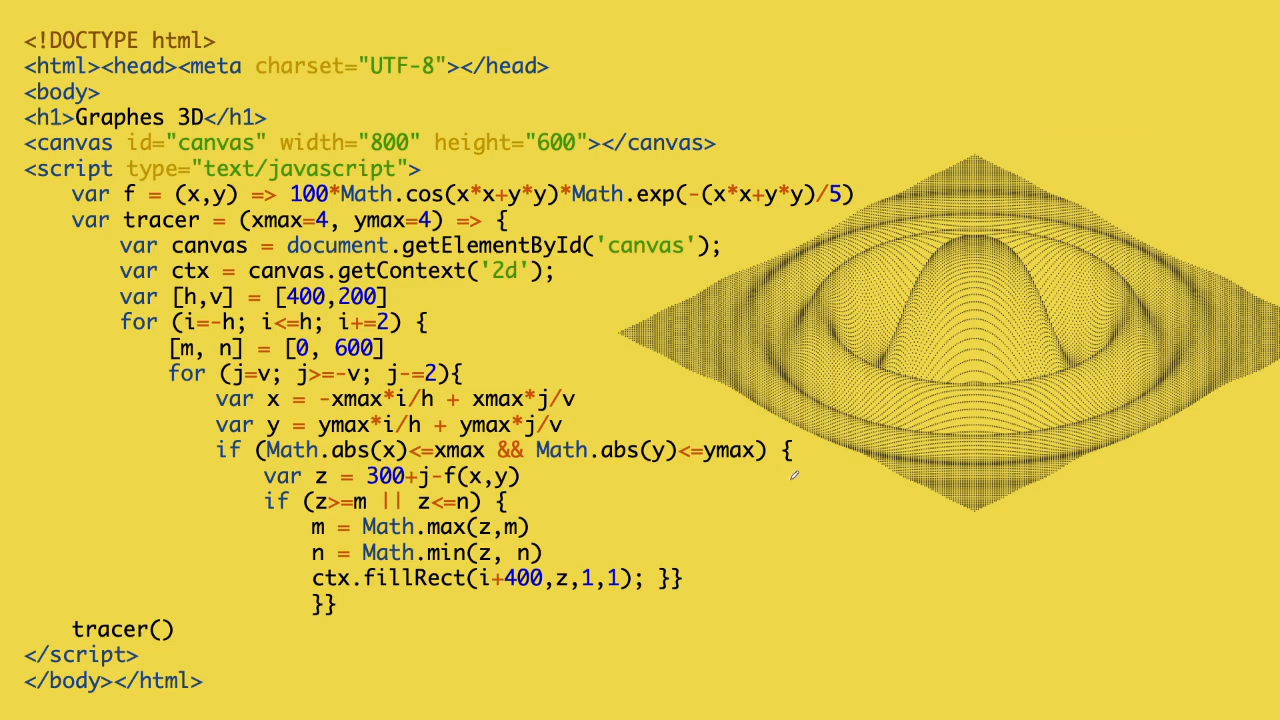 <!DOCTYPE html>
<html><head><meta charset="UTF-8"></head>
<body>
<h1>Graphes 3D</h1>
<canvas id="canvas" width="800" height="600"></canvas>
<script type="text/javascript">
var f = (x,y) => 100*Math.cos(x*x+y*y)*Math.exp(-(x*x+y*y)/5)
var tracer = (xmax=4, ymax=4) => {
var canvas = document.getElementById('canvas');
var ctx = canvas.getContext('2d');
var [h,v] = [400,200]
for (i=-h; i<=h; i+=2) {
[m, n] = [0, 600]
for (j=v; j>=-v; j-=2){
var x = -xmax*i/h + xmax*j/v
var y = ymax*i/h + ymax*j/v
if (Math.abs(x)<=xmax && Math.abs(y)<=ymax) {
var z = 300+j-f(x,y)
if (z>=m || z<=n) {
m = Math.max(z,m)
n = Math.min(z, n)
ctx.fillRect(i+400,z,1,1); }}
}}
tracer()
</script>
</body></html>